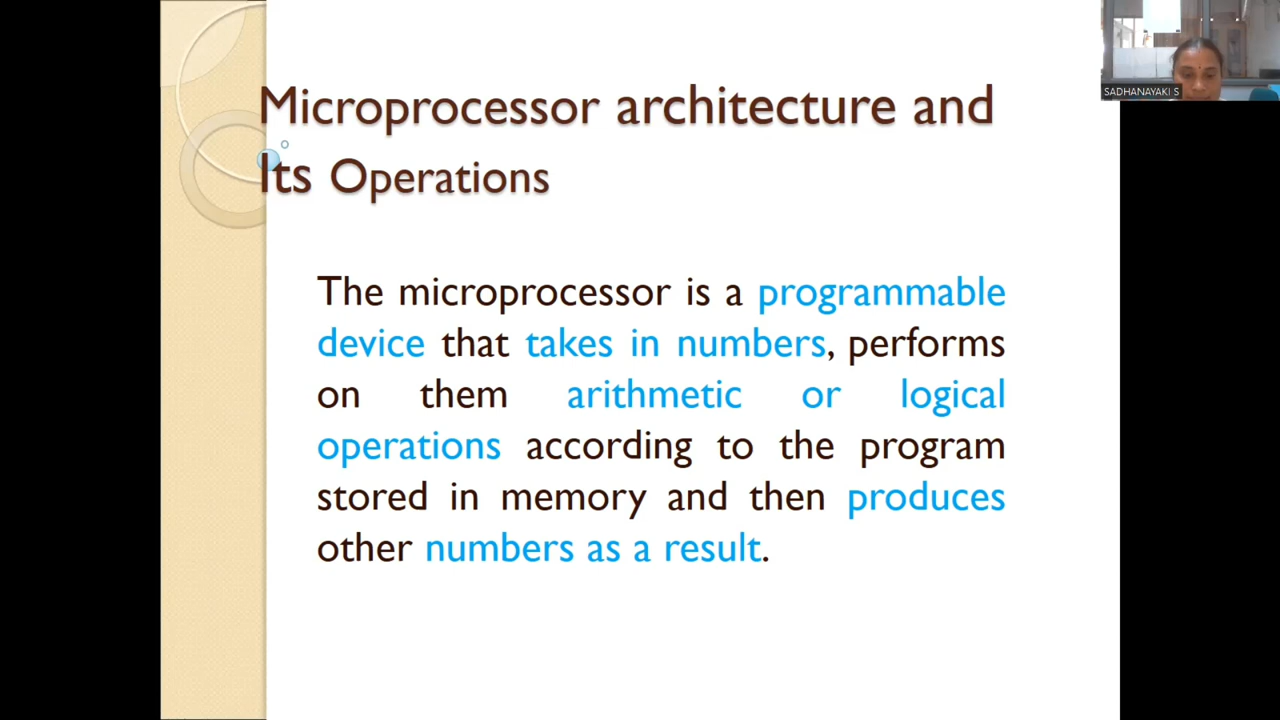 Microprocessor architecture and
Its Operations
SADHANAYAKI S
The microprocessor is a programmable
device that takes in numbers, performs
on them arithmetic or logical
operations according to the program
stored in memory and then produces
other numbers as a result.